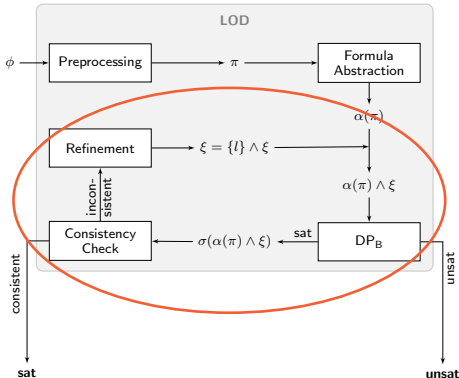 LOD
ϕ
Preprocessing
π
Formula
Abstraction
α(π)
Refinement
ξ = {l} ∧ ξ
α(π) ∧ ξ
incon-
sistent
Consistency
Check
σ(α(π) ∧ ξ)
sat
DP_B
consistent
unsat
sat
unsat